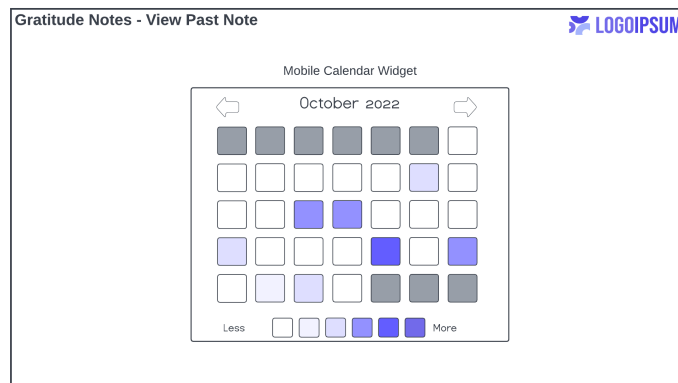 Gratitude Notes - View Past Note
LOGOIPSUM
Mobile Calendar Widget
October 2022
Less
More